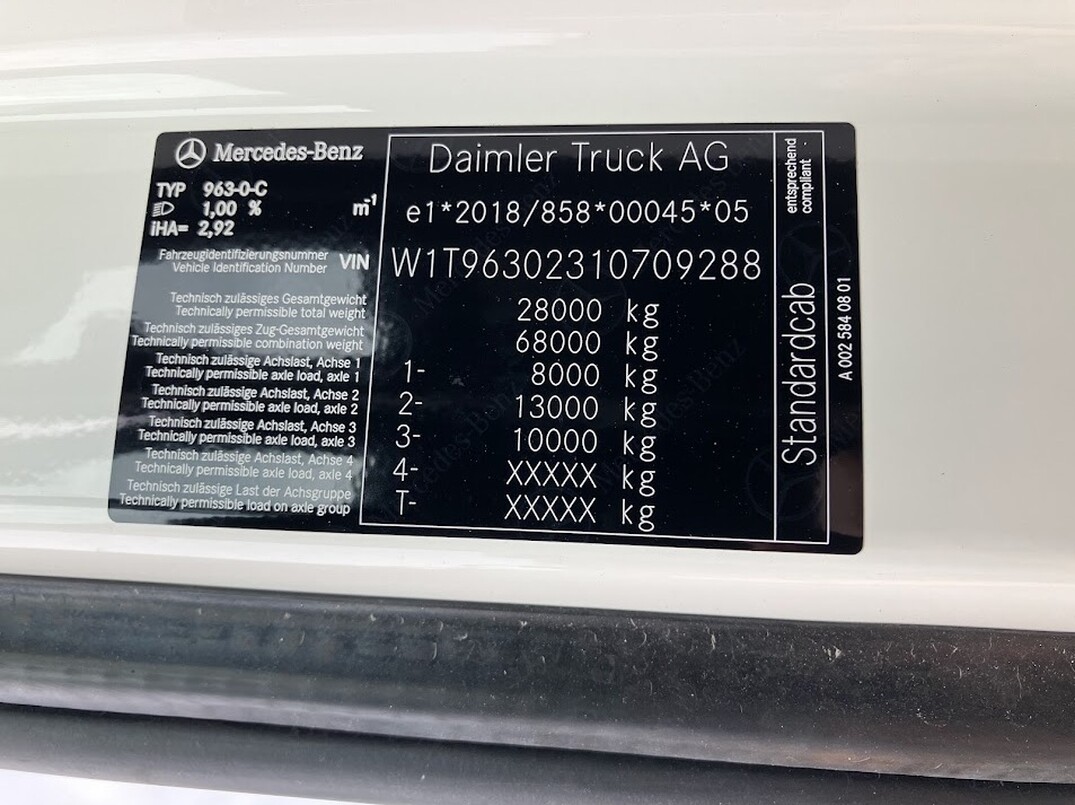 Mercedes-Benz
TYP 963-0-C
1,00 % m⁻¹
iHA= 2,92
Daimler Truck AG
e1*2018/858*00045*05
Fahrzeugidentifizierungsnummer
Vehicle Identification Number VIN W1T96302310709288
Technisch zulässiges Gesamtgewicht
Technically permissible total weight 28000 kg
Technisch zulässiges Zug-Gesamtgewicht
Technically permissible combination weight 68000 kg
Technisch zulässige Achslast, Achse 1
Technically permissible axle load, axle 1 1- 8000 kg
Technisch zulässige Achslast, Achse 2
Technically permissible axle load, axle 2 2- 13000 kg
Technisch zulässige Achslast, Achse 3
Technically permissible axle load, axle 3 3- 10000 kg
Technisch zulässige Achslast, Achse 4
Technically permissible axle load, axle 4 4- XXXXX kg
Technisch zulässige Last der Achsgruppe
Technically permissible load on axle group T- XXXXX kg
entsprechend
compliant
Standardcab
A 002 584 08 01